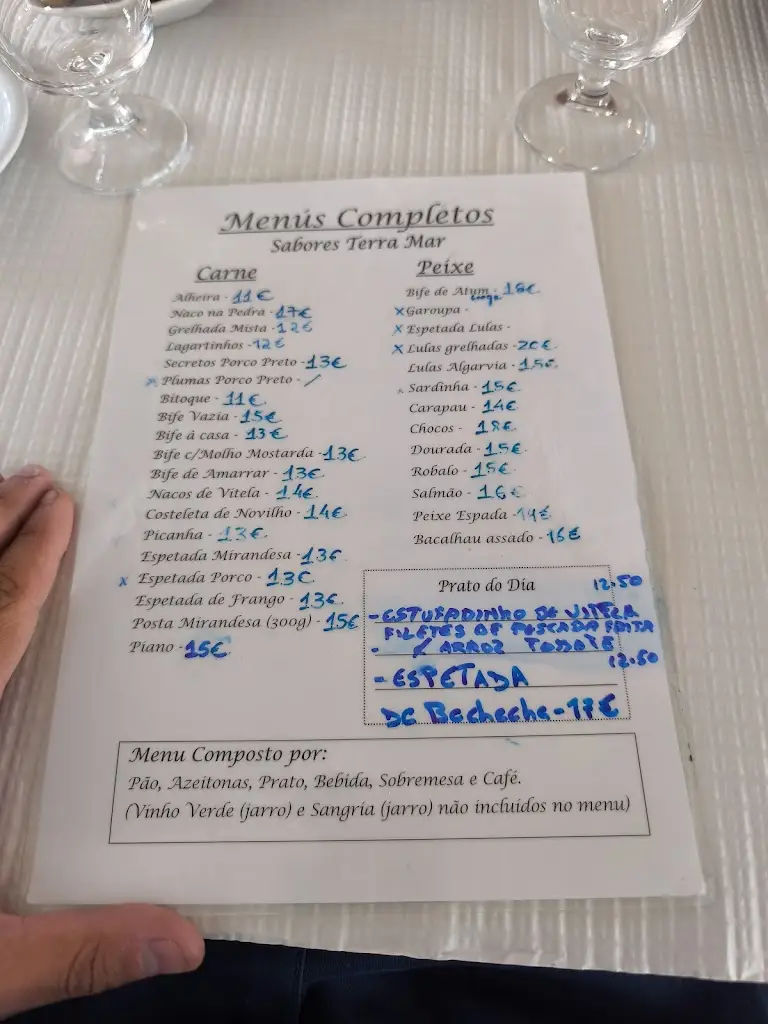 Menús Completos
Sabores Terra Mar
Carne
Alheira - 11€
Naco na Pedra - 17€
Grelhada Mista - 12€
Lagartinhos - 12€
Secretos Porco Preto - 13€
x Plumas Porco Preto - /
Bitoque - 11€
Bife Vazia - 15€
Bife à casa - 13€
Bife c/Molho Mostarda - 13€
Bife de Amarrar - 13€
Nacos de Vitela - 14€
Costeleta de Novilho - 14€
Picanha - 13€
Espetada Mirandesa - 13€
x Espetada Porco - 13€
Espetada de Frango - 13€
Posta Mirandesa (300g) - 15€
Piano - 15€
Peixe
Bife de Atum -
x Garoupa -
x Espetada Lulas -
x Lulas grelhadas - 20€
Lulas Algarvia - 15€
x Sardinha - 15€
Carapau - 14€
Chocos - 18€
Dourada - 15€
Robalo - 15€
Salmão - 16€
Peixe Espada - 14€
Bacalhau assado - 16€
Prato do Dia 12.50
- ESTUFADINHO DE VITELA
FILETES DE PESCADA FRITA
- C/ ARROZ TOMATE
12.50
- ESPETADA
DE - 17€
Menu Composto por:
Pão, Azeitonas, Prato, Bebida, Sobremesa e Café.
(Vinho Verde (jarro) e Sangria (jarro) não incluidos no menu)